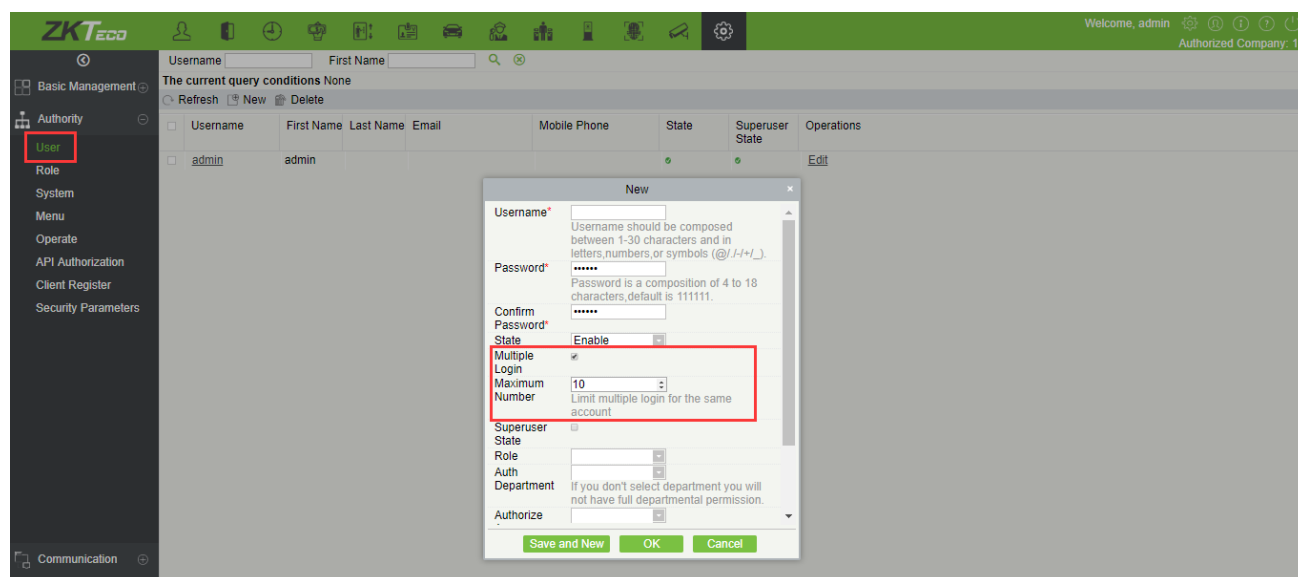 ZKTECO
Welcome, admin
Authorized Company: 1
Username First Name
The current query conditions None
Refresh New Delete
Basic Management
Authority
User
Role
System
Menu
Operate
API Authorization
Client Register
Security Parameters
Communication
Username First Name Last Name Email Mobile Phone State Superuser State Operations
admin admin Edit
New
Username*
Username should be composed
between 1-30 characters and in
letters,numbers,or symbols (@/./-/+/_).
Password* ••••••
Password is a composition of 4 to 18
characters,default is 111111.
Confirm
Password* ••••••
State Enable
Multiple
Login
Maximum
Number
10
Limit multiple login for the same
account
Superuser
State
Role
Auth
Department
If you don't select department you will
not have full departmental permission.
Authorize
Save and New OK Cancel